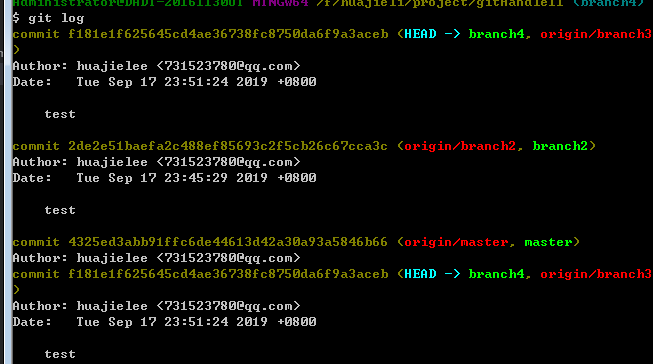 Administrator@DADI-20161130UT MINGW64 /f/huajieli/project/gitHandle11 (branch4)
$ git log
commit f181e1f625645cd4ae36738fc8750da6f9a3aceb (HEAD -> branch4, origin/branch3
)
Author: huajielee <731523780@qq.com>
Date:   Tue Sep 17 23:51:24 2019 +0800
test
commit 2de2e51baefa2c488ef85693c2f5cb26c67cca3c (origin/branch2, branch2)
Author: huajielee <731523780@qq.com>
Date:   Tue Sep 17 23:45:29 2019 +0800
test
commit 4325ed3abb91ffc6de44613d42a30a93a5846b66 (origin/master, master)
Author: huajielee <731523780@qq.com>
commit f181e1f625645cd4ae36738fc8750da6f9a3aceb (HEAD -> branch4, origin/branch3
)
Author: huajielee <731523780@qq.com>
Date:   Tue Sep 17 23:51:24 2019 +0800
test